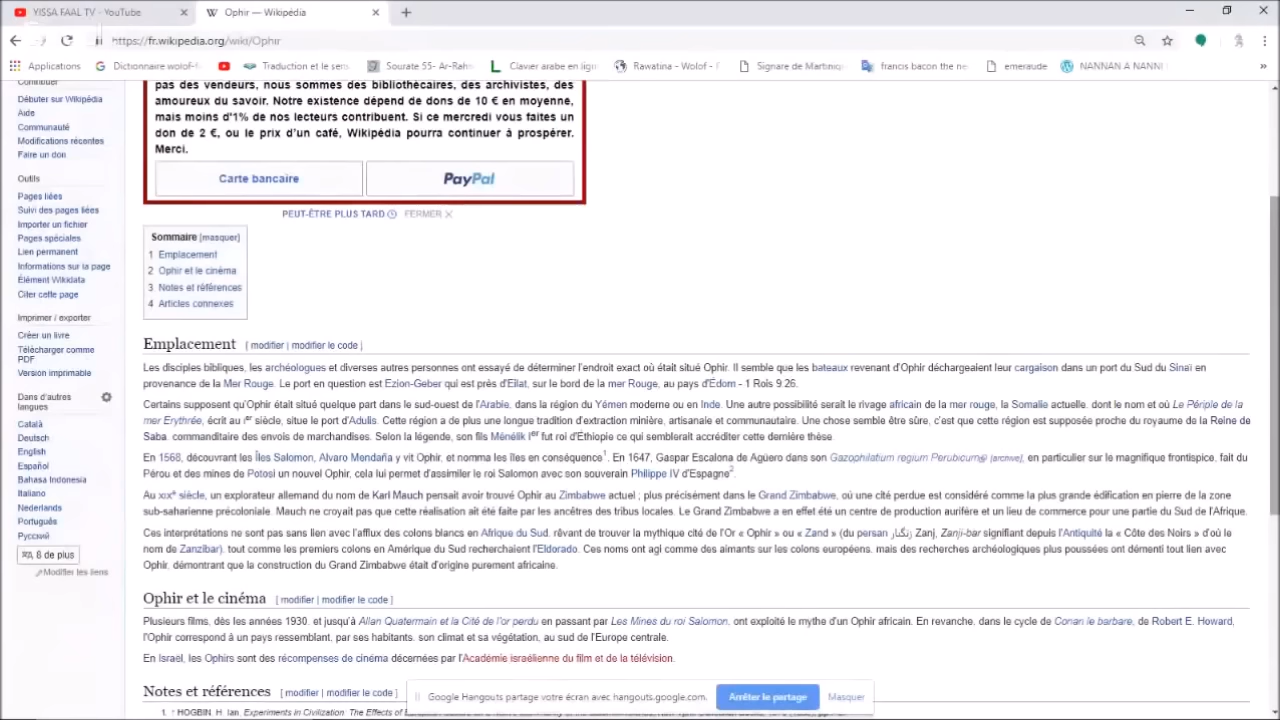 YISSA FAAL TV - YouTube
Ophir — Wikipédia
https://fr.wikipedia.org/wiki/Ophir
Applications
Dictionnaire wolof-f
Traduction et le sens
Sourate 55- Ar-Rahm
Clavier arabe en ligne
Rawatina - Wolof - F
Signare de Martiniq
francis bacon the ne
emeraude
NANNAN A NANNI
»
Contribuer
Débuter sur Wikipédia
Aide
Communauté
Modifications récentes
Faire un don
Outils
Pages liées
Suivi des pages liées
Importer un fichier
Pages spéciales
Lien permanent
Informations sur la page
Élément Wikidata
Citer cette page
Imprimer / exporter
Créer un livre
Télécharger comme
PDF
Version imprimable
Dans d'autres
langues
Català
Deutsch
English
Español
Bahasa Indonesia
Italiano
Nederlands
Português
Русский
文A 8 de plus
Modifier les liens
pas des vendeurs, nous sommes des bibliothécaires, des archivistes, des
amoureux du savoir. Notre existence dépend de dons de 10 € en moyenne,
mais moins d'1% de nos lecteurs contribuent. Si ce mercredi vous faites un
don de 2 €, ou le prix d'un café, Wikipédia pourra continuer à prospérer.
Merci.
Carte bancaire
PayPal
PEUT-ÊTRE PLUS TARD FERMER
Sommaire [masquer]
1 Emplacement
2 Ophir et le cinéma
3 Notes et références
4 Articles connexes
Emplacement [ modifier | modifier le code ]
Les disciples bibliques, les archéologues et diverses autres personnes ont essayé de déterminer l'endroit exact où était situé Ophir. Il semble que les bateaux revenant d'Ophir déchargeaient leur cargaison dans un port du Sud du Sinaï en
provenance de la Mer Rouge. Le port en question est Ezion-Geber qui est près d'Eilat, sur le bord de la mer Rouge, au pays d'Edom - 1 Rois 9 26.
Certains supposent qu'Ophir était situé quelque part dans le sud-ouest de l'Arabie, dans la région du Yémen moderne ou en Inde. Une autre possibilité serait le rivage africain de la mer rouge, la Somalie actuelle, dont le nom et où Le Périple de la
mer Erythrée, écrit au Ier siècle, situe le port d'Adulis. Cette région a de plus une longue tradition d'extraction minière, artisanale et communautaire. Une chose semble être sûre, c'est que cette région est supposée proche du royaume de la Reine de
Saba, commanditaire des envois de marchandises. Selon la légende, son fils Ménélik Ier fut roi d'Éthiopie ce qui semblerait accréditer cette dernière thèse.
En 1568, découvrant les Îles Salomon, Alvaro Mendaña y vit Ophir, et nomma les îles en conséquence1. En 1647, Gaspar Escalona de Agüero dans son Gazophilatium regium Perubicum [archive], en particulier sur le magnifique frontispice, fait du
Pérou et des mines de Potosi un nouvel Ophir, cela lui permet d'assimiler le roi Salomon avec son souverain Philippe IV d'Espagne2.
Au XIXe siècle, un explorateur allemand du nom de Karl Mauch pensait avoir trouvé Ophir au Zimbabwe actuel ; plus précisément dans le Grand Zimbabwe, où une cité perdue est considéré comme la plus grande édification en pierre de la zone
sub-saharienne précoloniale. Mauch ne croyait pas que cette réalisation ait été faite par les ancêtres des tribus locales. Le Grand Zimbabwe a en effet été un centre de production aurifère et un lieu de commerce pour une partie du Sud de l'Afrique.
Ces interprétations ne sont pas sans lien avec l'afflux des colons blancs en Afrique du Sud, rêvant de trouver la mythique cité de l'Or « Ophir » ou « Zand » (du persan زنگبار Zanj, Zanji-bar signifiant depuis l'Antiquité la « Côte des Noirs » d'où le
nom de Zanzibar), tout comme les premiers colons en Amérique du Sud recherchaient l'Eldorado. Ces noms ont agI comme des aimants sur les colons européens, mais des recherches archéologiques plus poussées ont démenti tout lien avec
Ophir, démontrant que la construction du Grand Zimbabwe était d'origine purement africaine.
Ophir et le cinéma [ modifier | modifier le code ]
Plusieurs films, dès les années 1930, et jusqu'à Allan Quatermain et la Cité de l'or perdu en passant par Les Mines du roi Salomon, ont exploité le mythe d'un Ophir africain. En revanche, dans le cycle de Conan le barbare, de Robert E. Howard,
l'Ophir correspond à un pays ressemblant, par ses habitants, son climat et sa végétation, au sud de l'Europe centrale.
En Israël, les Ophirs sont des récompenses de cinéma décernées par l'Académie israélienne du film et de la télévision.
Notes et références [ modifier | modifier le code ]
1. ↑ HOGBIN, H. Ian, Experiments in Civilization: The Effects of
Google Hangouts partage votre écran avec hangouts.google.com.
Arrêter le partage
Masquer